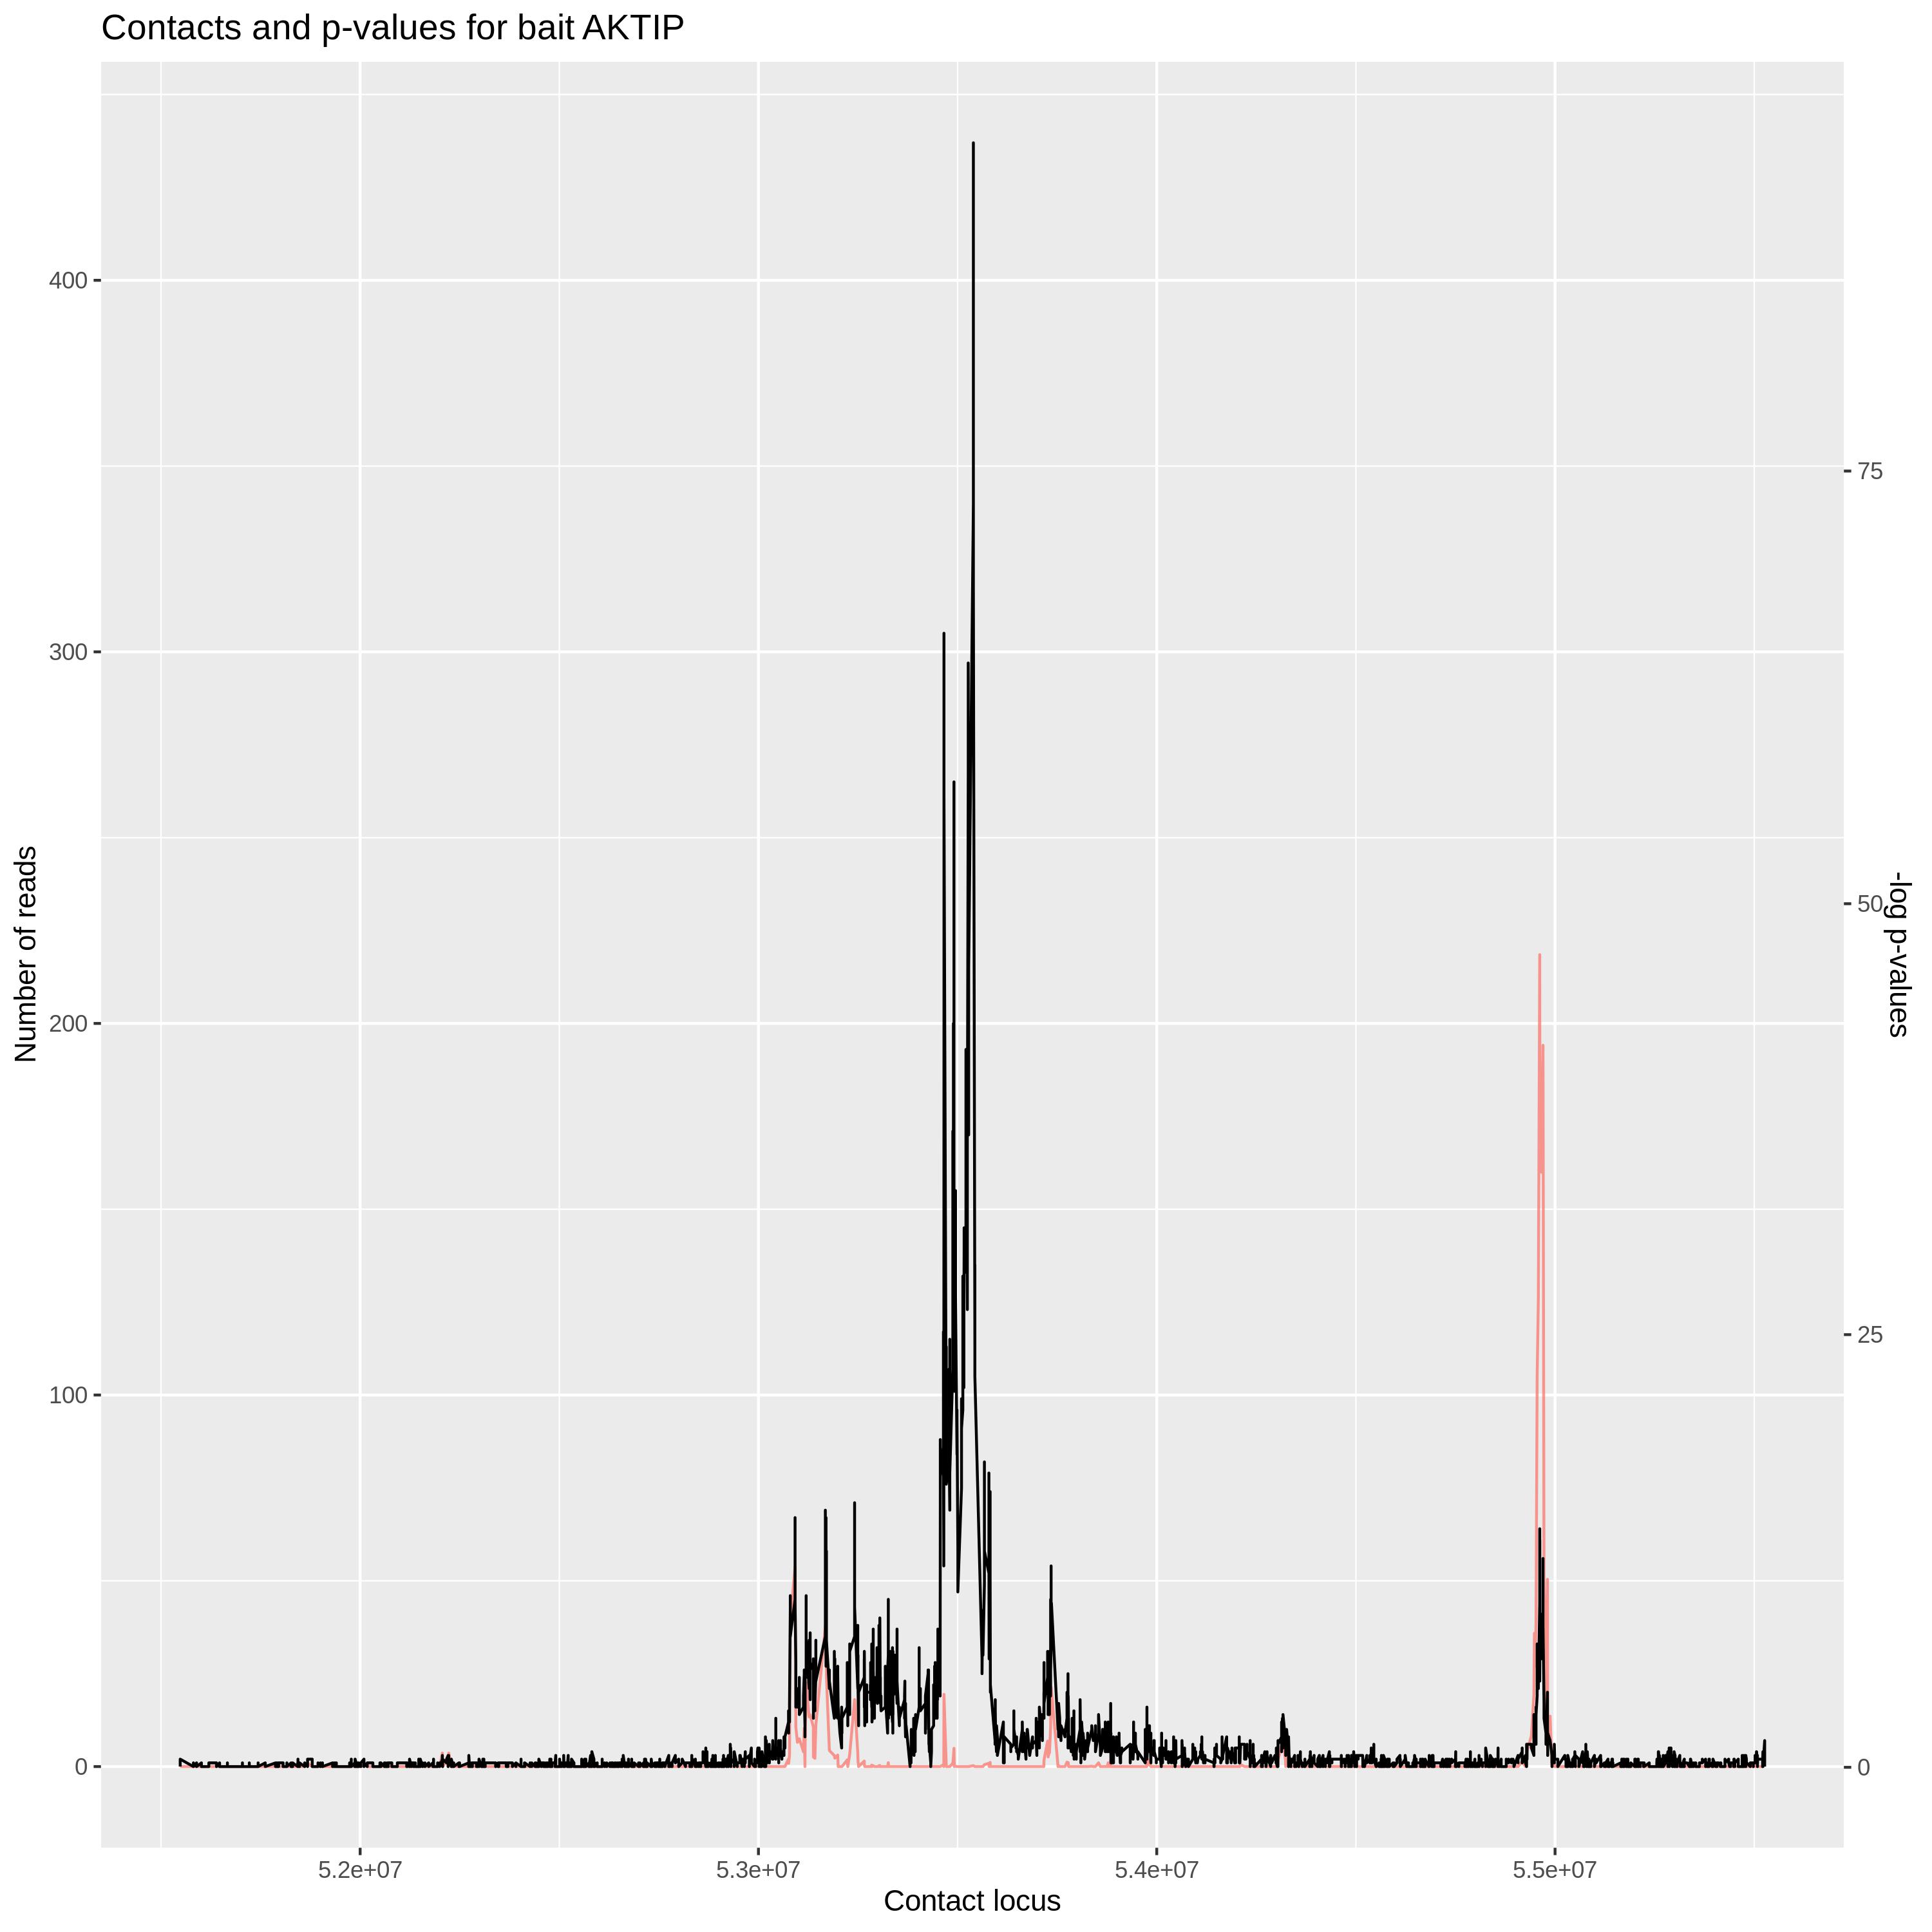 Contacts and p-values for bait AKTIP
400
300
200
100
0
Number of reads
75
50
25
0
-log p-values
5.2e+07
5.3e+07
5.4e+07
5.5e+07
Contact locus